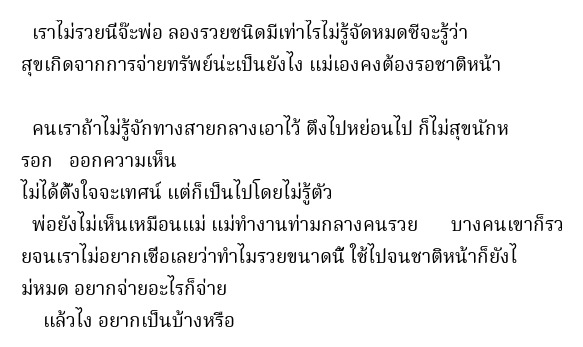 เราไม่รวยนี่จ๊ะพ่อ ลองรวยชนิดมีเท่าไรไม่รู้จัดหมดซีจะรู้ว่า
สุขเกิดจากการจ่ายทรัพย์น่ะเป็นยังไง แม่เองคงต้องรอชาติหน้า
คนเราถ้าไม่รู้จักทางสายกลางเอาไว้ ตึงไปหย่อนไป ก็ไม่สุขนักห
รอก ออกความเห็น
ไม่ได้ตั้งใจจะเทศน์ แต่ก็เป็นไปโดยไม่รู้ตัว
พ่อยังไม่เห็นเหมือนแม่ แม่ทำงานท่ามกลางคนรวย บางคนเขาก็รว
ยจนเราไม่อยากเชื่อเลยว่าทำไมรวยขนาดนี้ ใช้ไปจนชาติหน้าก็ยังไ
ม่หมด อยากจ่ายอะไรก็จ่าย
แล้วไง อยากเป็นบ้างหรือ